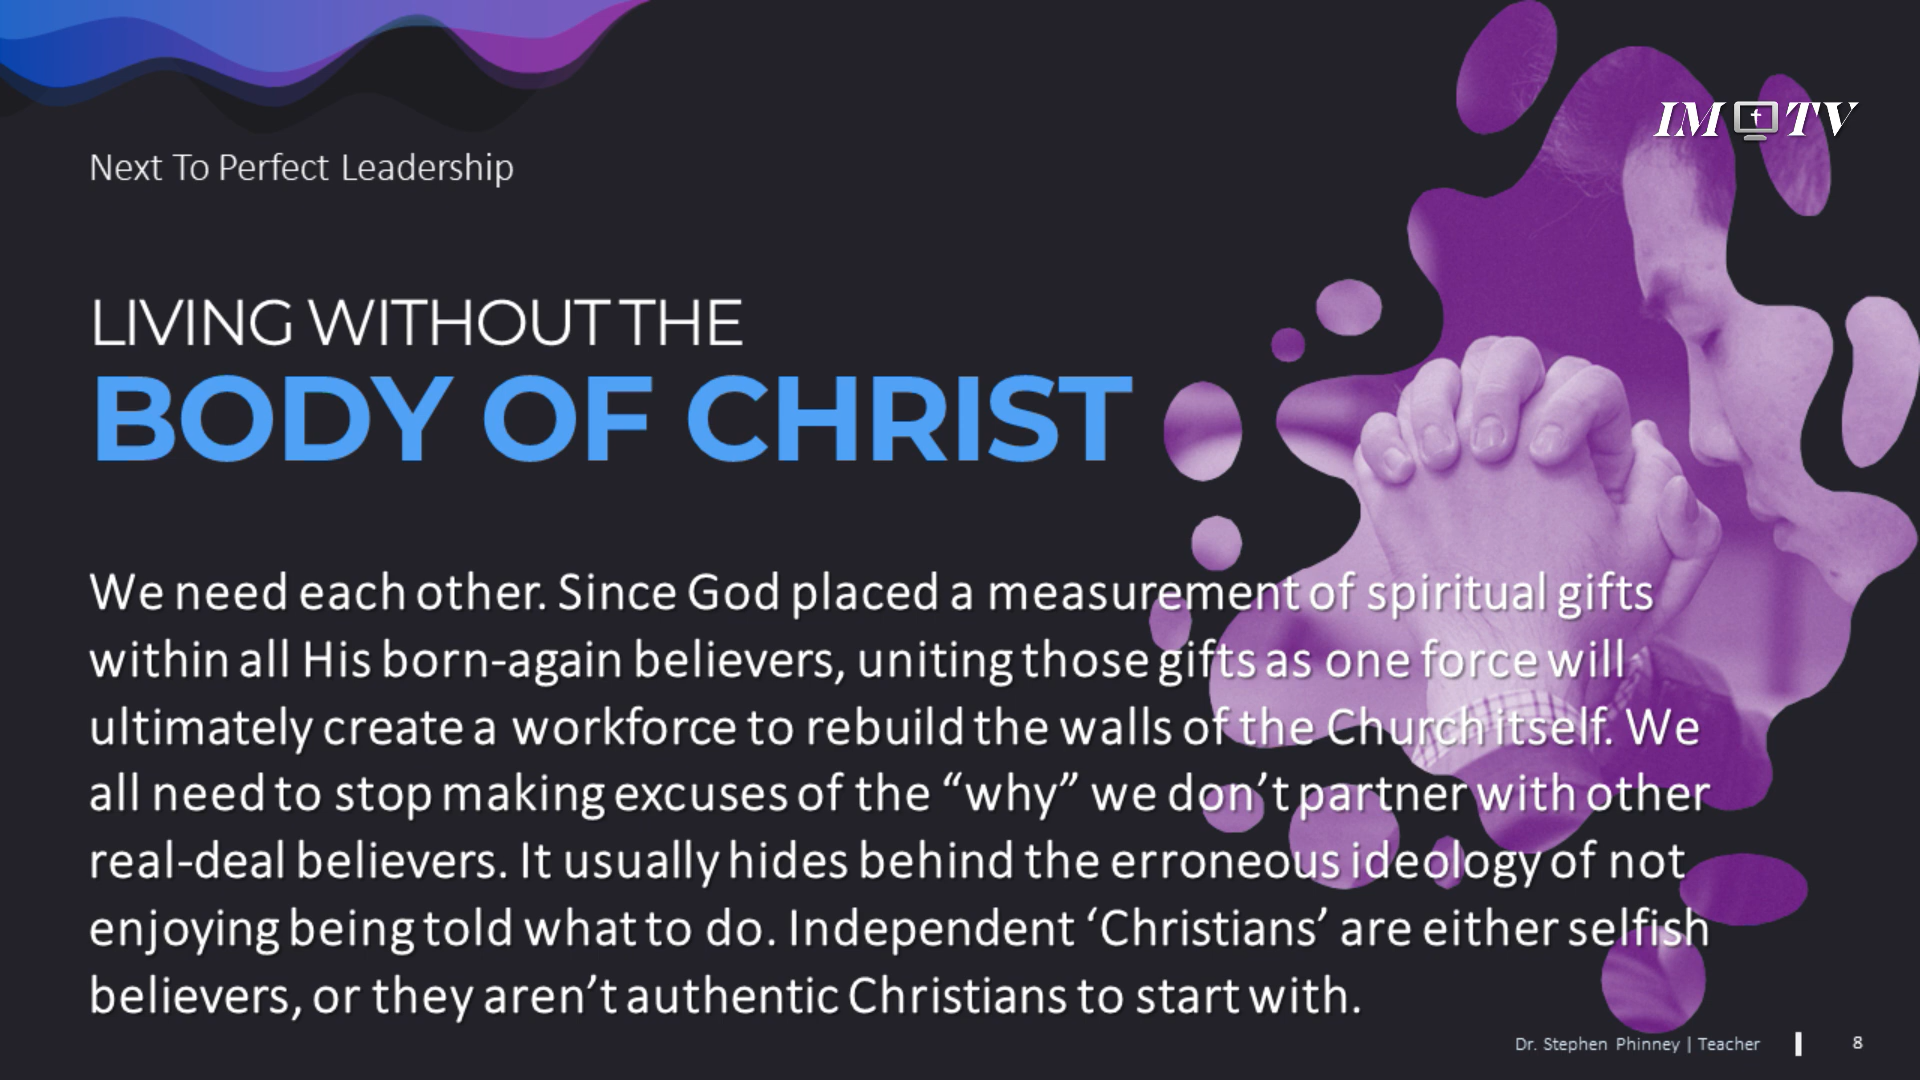 IM TV
Next To Perfect Leadership
LIVING WITHOUT THE
BODY OF CHRIST
We need each other. Since God placed a measurement of spiritual gifts
within all His born-again believers, uniting those gifts as one force will
ultimately create a workforce to rebuild the walls of the Church itself. We
all need to stop making excuses of the “why” we don’t partner with other
real-deal believers. It usually hides behind the erroneous ideology of not
enjoying being told what to do. Independent ‘Christians’ are either selfish
believers, or they aren’t authentic Christians to start with.
Dr. Stephen Phinney | Teacher
8